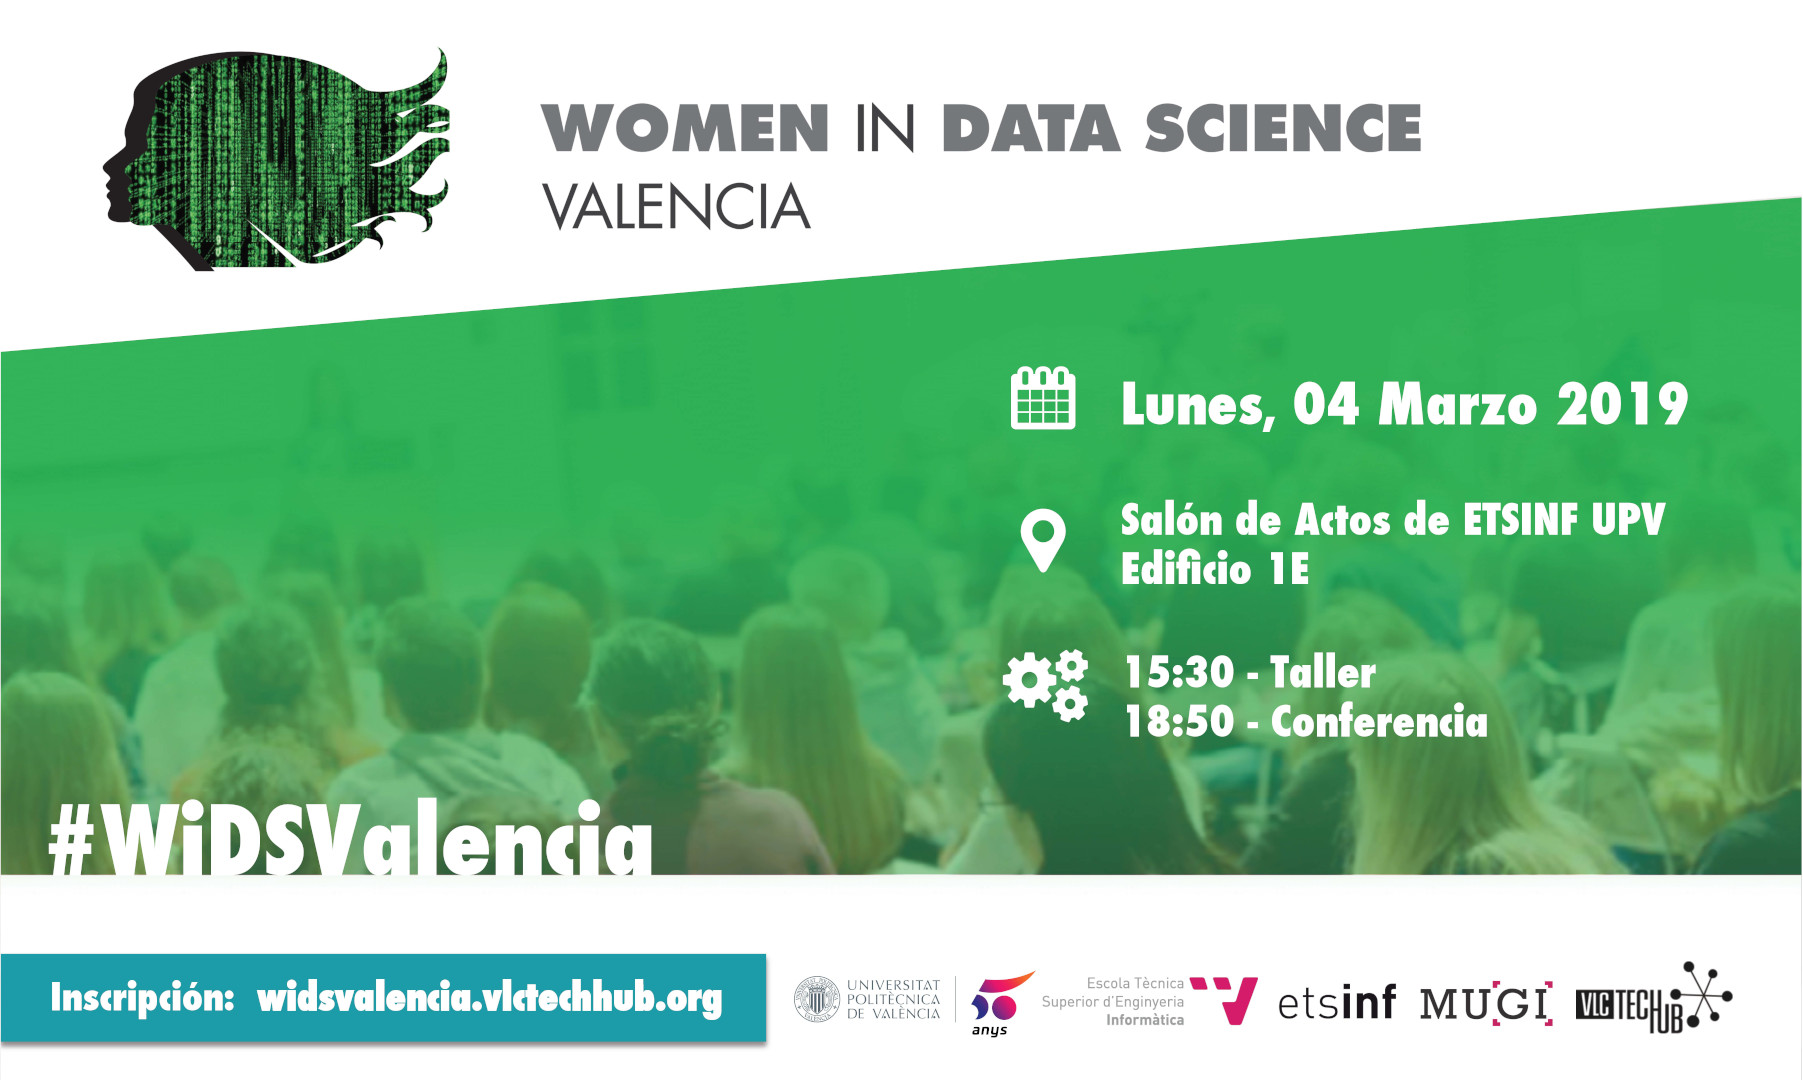 WOMEN IN DATA SCIENCE
VALENCIA
Lunes, 04 Marzo 2019
Salón de Actos de ETSINF UPV
Edificio 1E
15:30 - Taller
18:50 - Conferencia
#WiDSValencia
Inscripción: widsvalencia.vlctechhub.org
UNIVERSITAT
POLITÈCNICA
DE VALÈNCIA
50
anys
Escola Tècnica
Superior d'Enginyeria
Informàtica
etsinf
MUGI
VLCTECHHUB